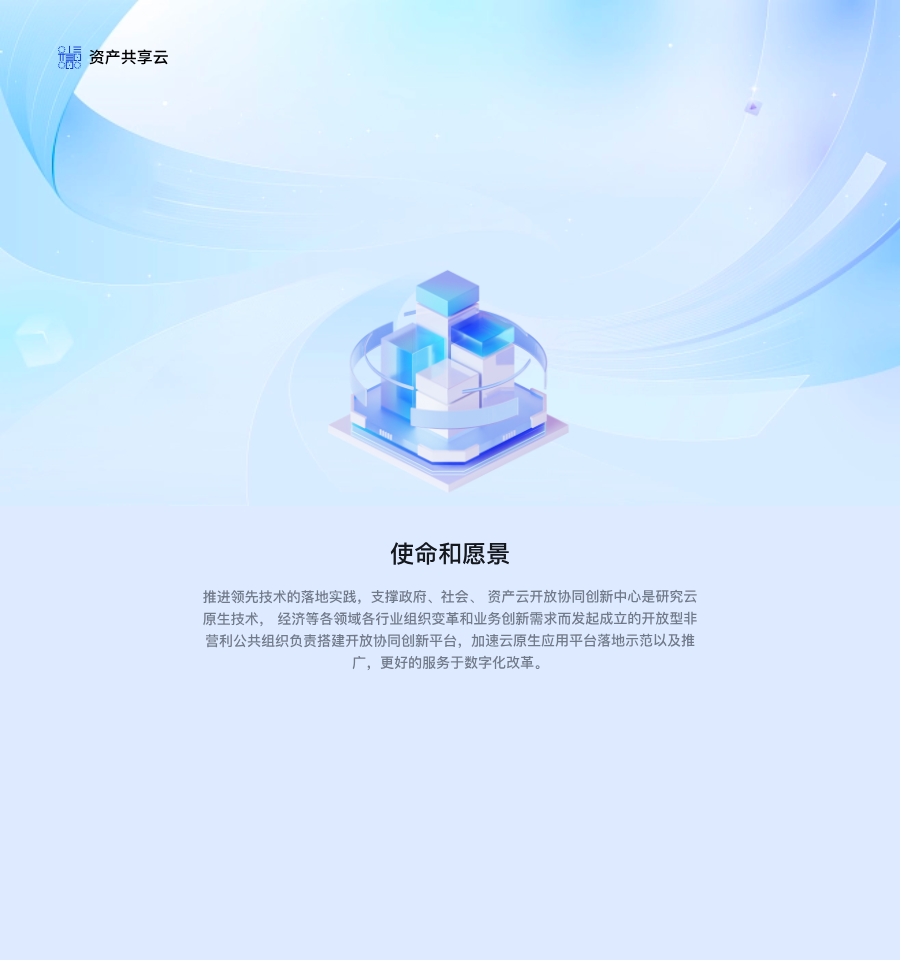 资产共享云
使命和愿景
推进领先技术的落地实践，支撑政府、社会、 资产云开放协同创新中心是研究云
原生技术， 经济等各领域各行业组织变革和业务创新需求而发起成立的开放型非
营利公共组织负责搭建开放协同创新平台，加速云原生应用平台落地示范以及推
广，更好的服务于数字化改革。